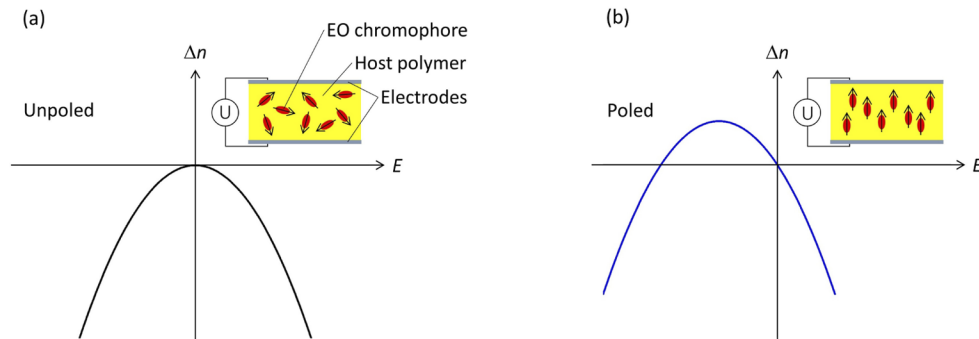 (a)
EO chromophore
Δn
Host polymer
Unpoled
U
Electrodes
E
(b)
Δn
Poled
U
E